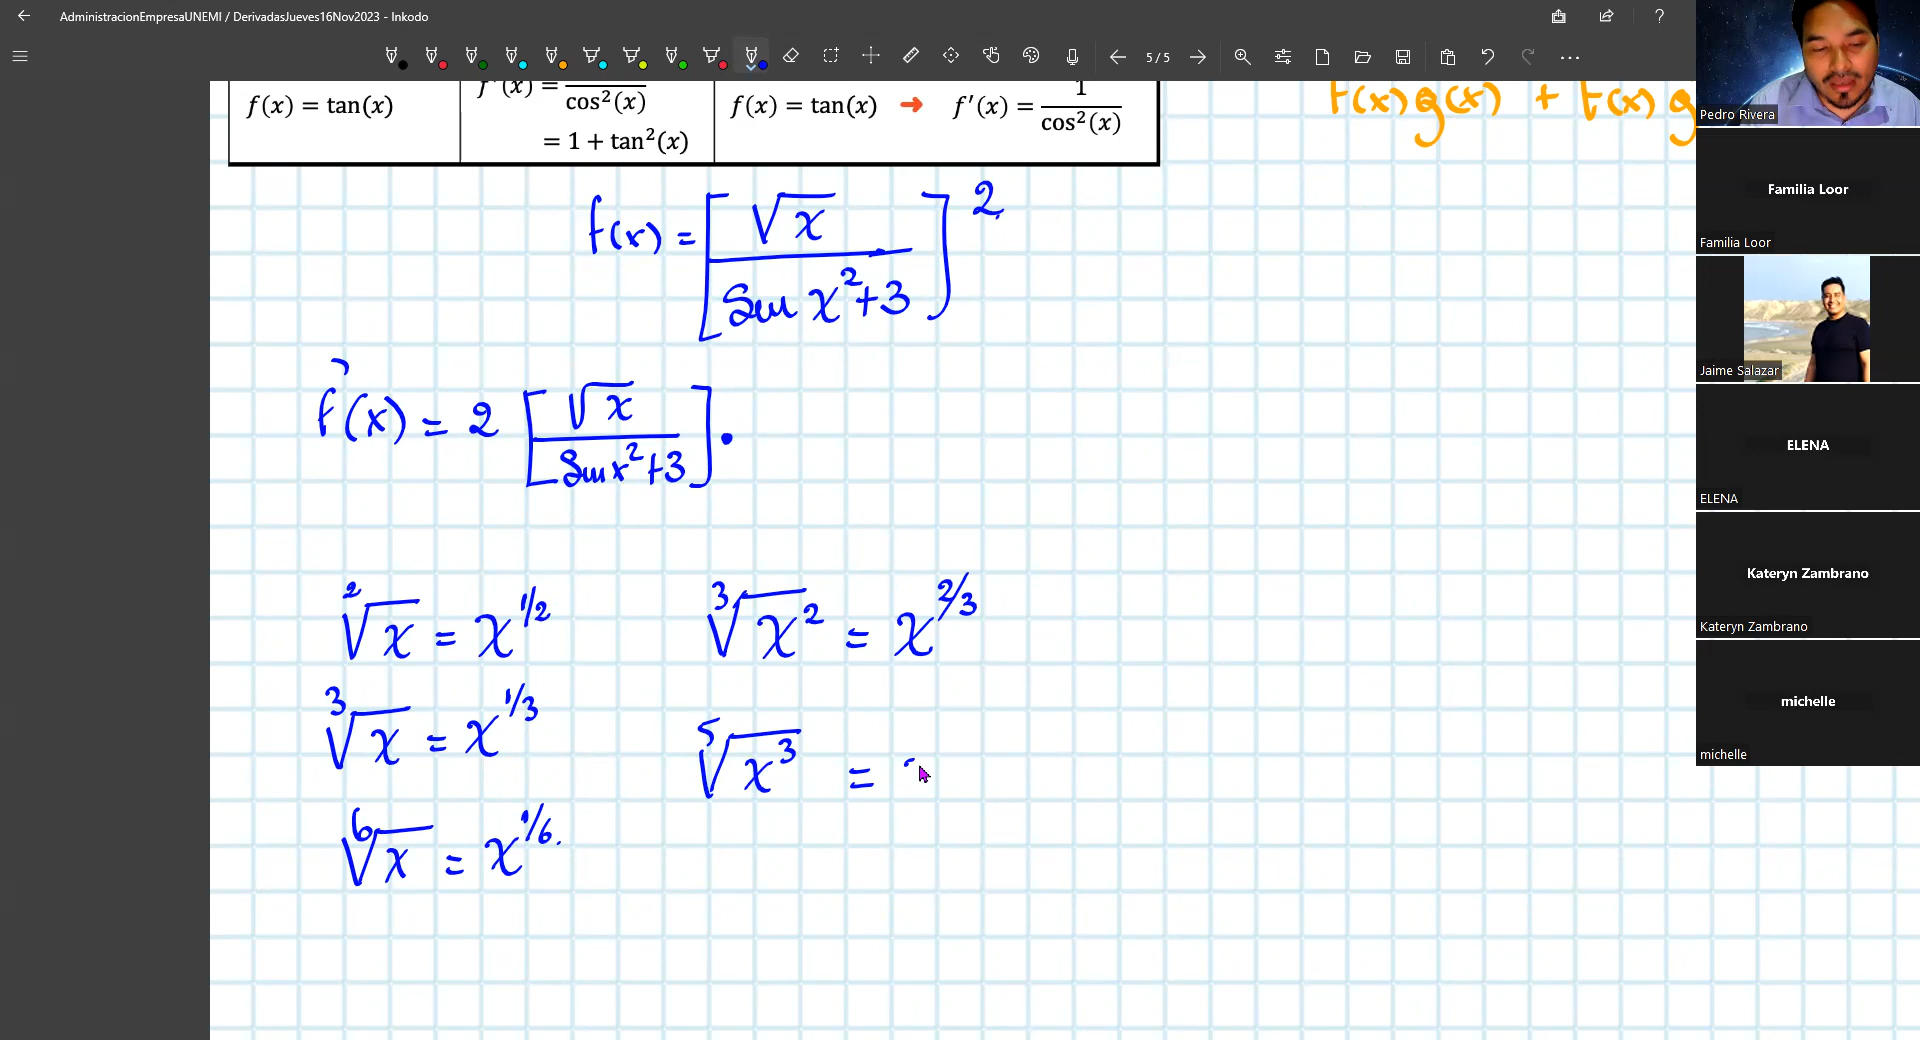 AdministracionEmpresaUNEMI / DerivadasJueves16Nov2023 - Inkodo
5/5
f(x) = tan(x)
f'(x) = 
cos²(x)
= 1 + tan²(x)
f(x) = tan(x) ➜ f'(x) = 1/cos²(x)
f(x)g(x) + f(x)g
f(x) = [√x / Sen x²+3]²
f'(x) = 2 [√x / Sen x²+3] .
²√x = x^1/2
³√x² = x^2/3
³√x = x^1/3
⁵√x³ =
⁶√x = x^1/6.
Pedro Rivera
Familia Loor
Familia Loor
Jaime Salazar
ELENA
ELENA
Kateryn Zambrano
Kateryn Zambrano
michelle
michelle